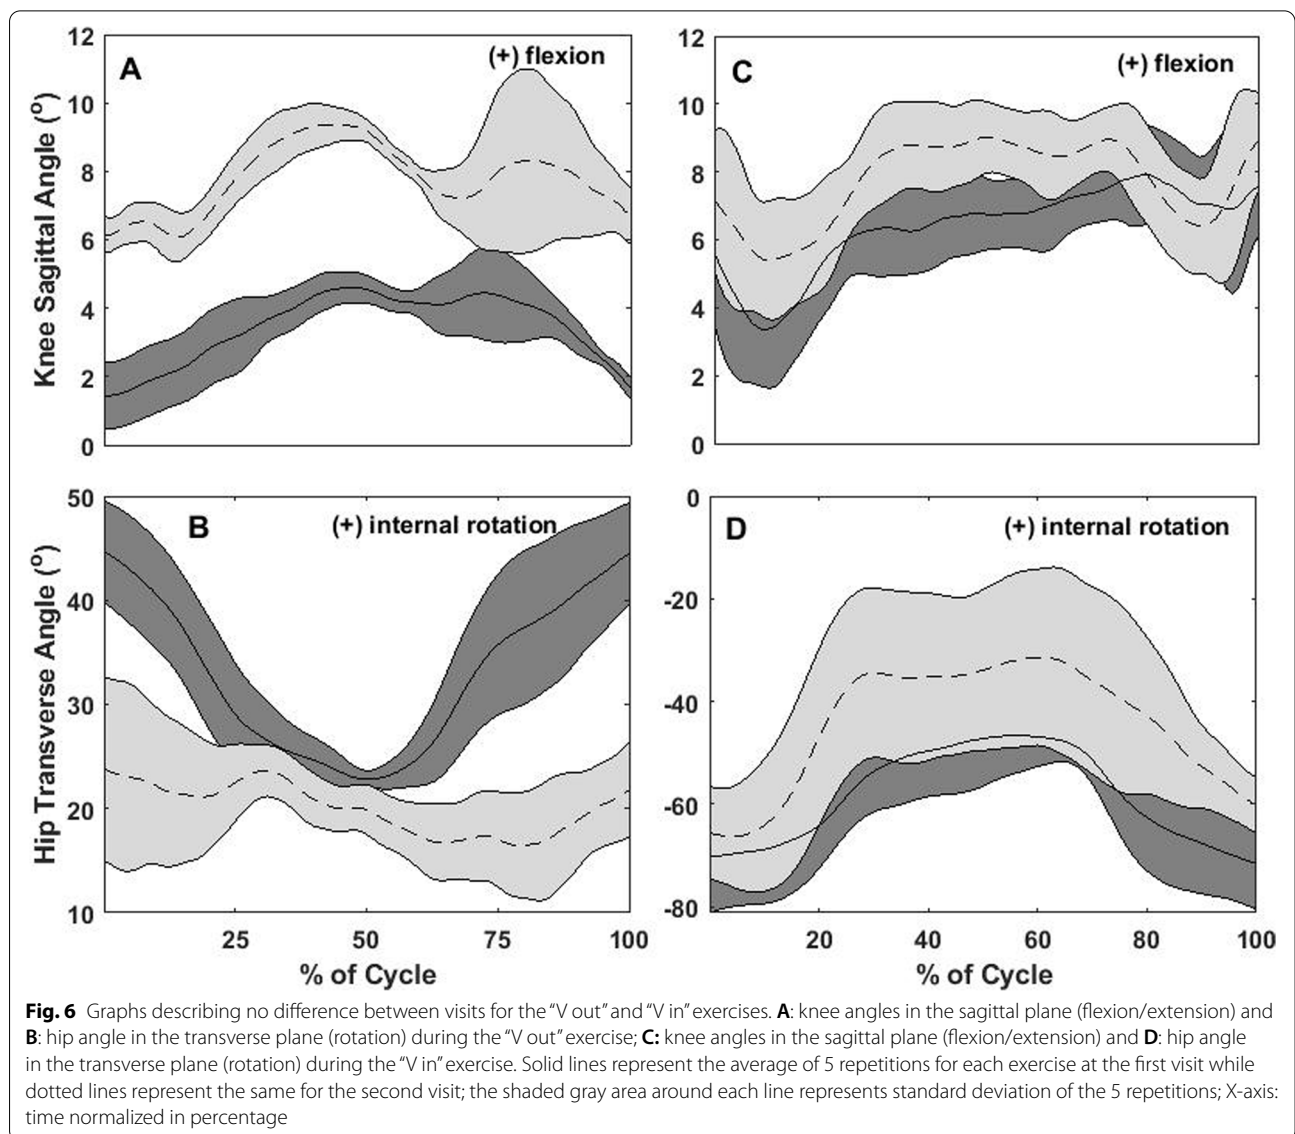 12
10
8
6
4
2
0
Knee Sagittal Angle (º)
A
(+) flexion
12
10
8
6
4
2
0
C
(+) flexion
50
40
30
20
10
Hip Transverse Angle (º)
B
(+) internal rotation
25
50
75
100
% of Cycle
0
-20
-40
-60
-80
D
(+) internal rotation
20
40
60
80
100
% of Cycle
Fig. 6 Graphs describing no difference between visits for the “V out” and “V in” exercises. A: knee angles in the sagittal plane (flexion/extension) and
B: hip angle in the transverse plane (rotation) during the “V out” exercise; C: knee angles in the sagittal plane (flexion/extension) and D: hip angle
in the transverse plane (rotation) during the “V in” exercise. Solid lines represent the average of 5 repetitions for each exercise at the first visit while
dotted lines represent the same for the second visit; the shaded gray area around each line represents standard deviation of the 5 repetitions; X-axis:
time normalized in percentage